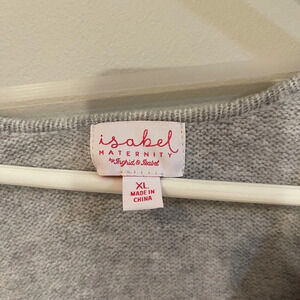 isabel
MATERNITY
by Ingrid & Isabel
XL
MADE IN
CHINA